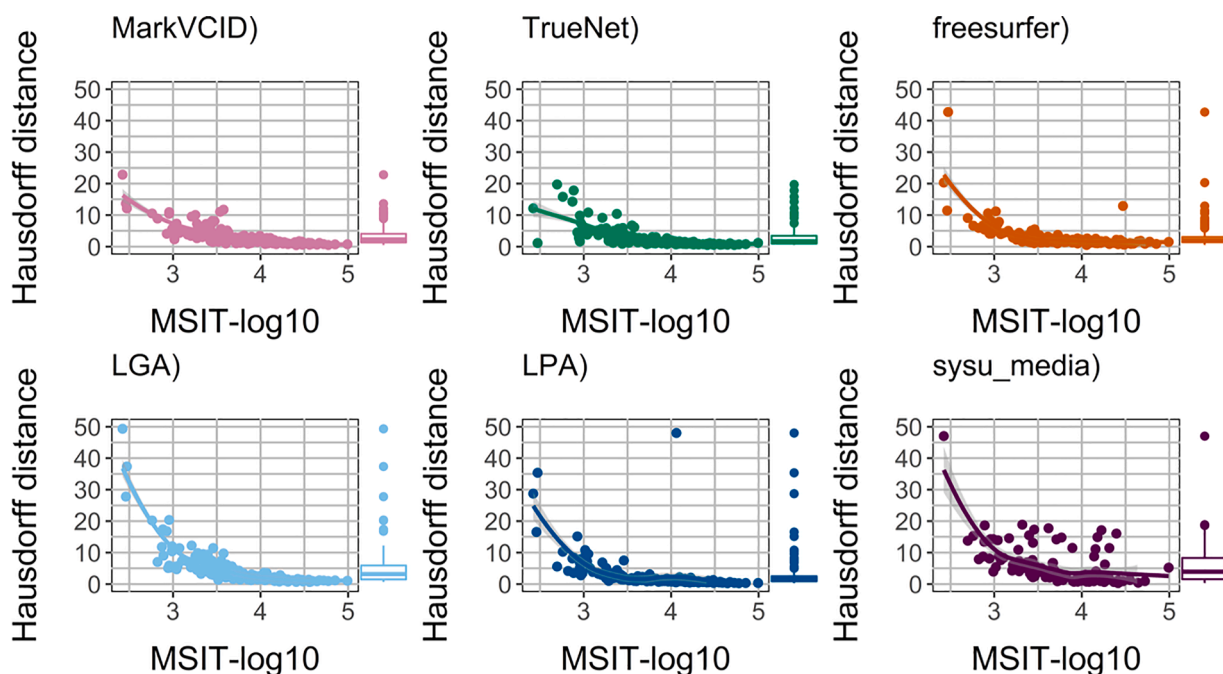 MarkVCID) TrueNet) freesurfer)
Hausdorff distance Hausdorff distance Hausdorff distance
50 50 50
40 40 40
30 30 30
20 20 20
10 10 10
0 0 0
3 4 5 3 4 5 3 4 5
MSIT-log10 MSIT-log10 MSIT-log10
LGA) LPA) sysu_media)
Hausdorff distance Hausdorff distance Hausdorff distance
50 50 50
40 40 40
30 30 30
20 20 20
10 10 10
0 0 0
3 4 5 3 4 5 3 4 5
MSIT-log10 MSIT-log10 MSIT-log10